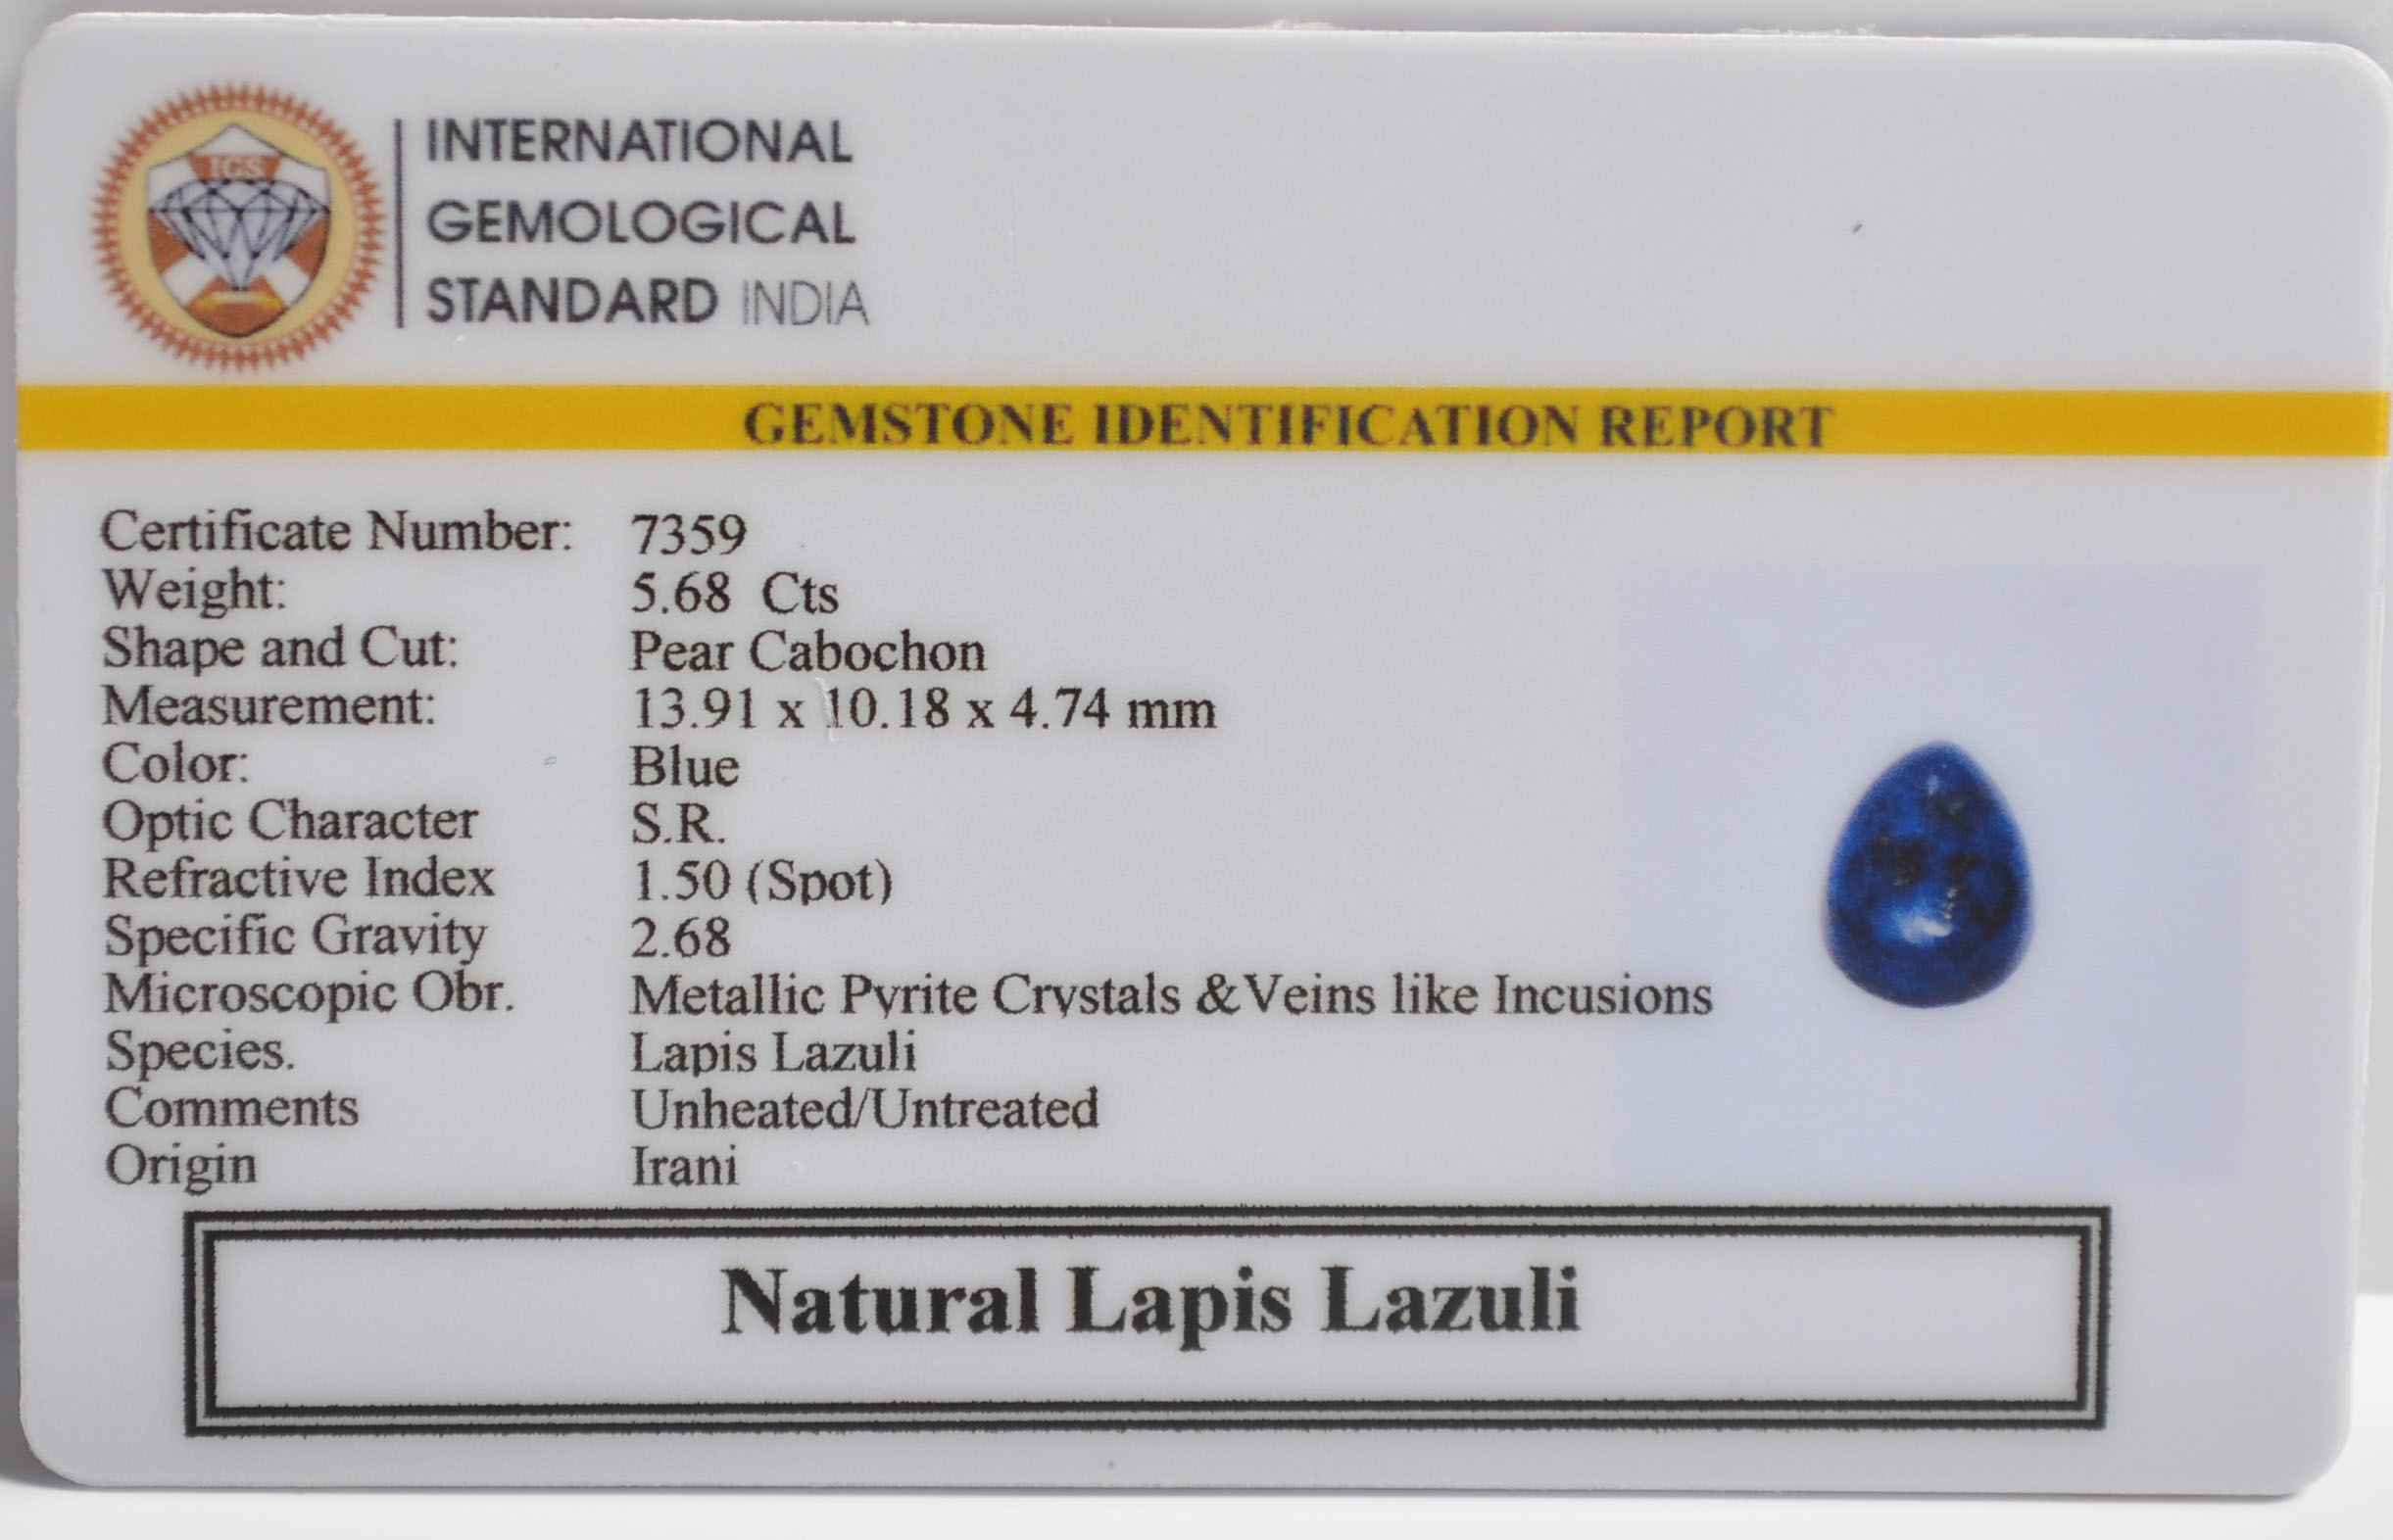 IGS
INTERNATIONAL
GEMOLOGICAL
STANDARD INDIA
GEMSTONE IDENTIFICATION REPORT
Certificate Number: 7359
Weight: 5.68 Cts
Shape and Cut: Pear Cabochon
Measurement: 13.91 x 10.18 x 4.74 mm
Color: Blue
Optic Character S.R.
Refractive Index 1.50 (Spot)
Specific Gravity 2.68
Microscopic Obr. Metallic Pyrite Crystals &Veins like Incusions
Species. Lapis Lazuli
Comments Unheated/Untreated
Origin Irani
Natural Lapis Lazuli